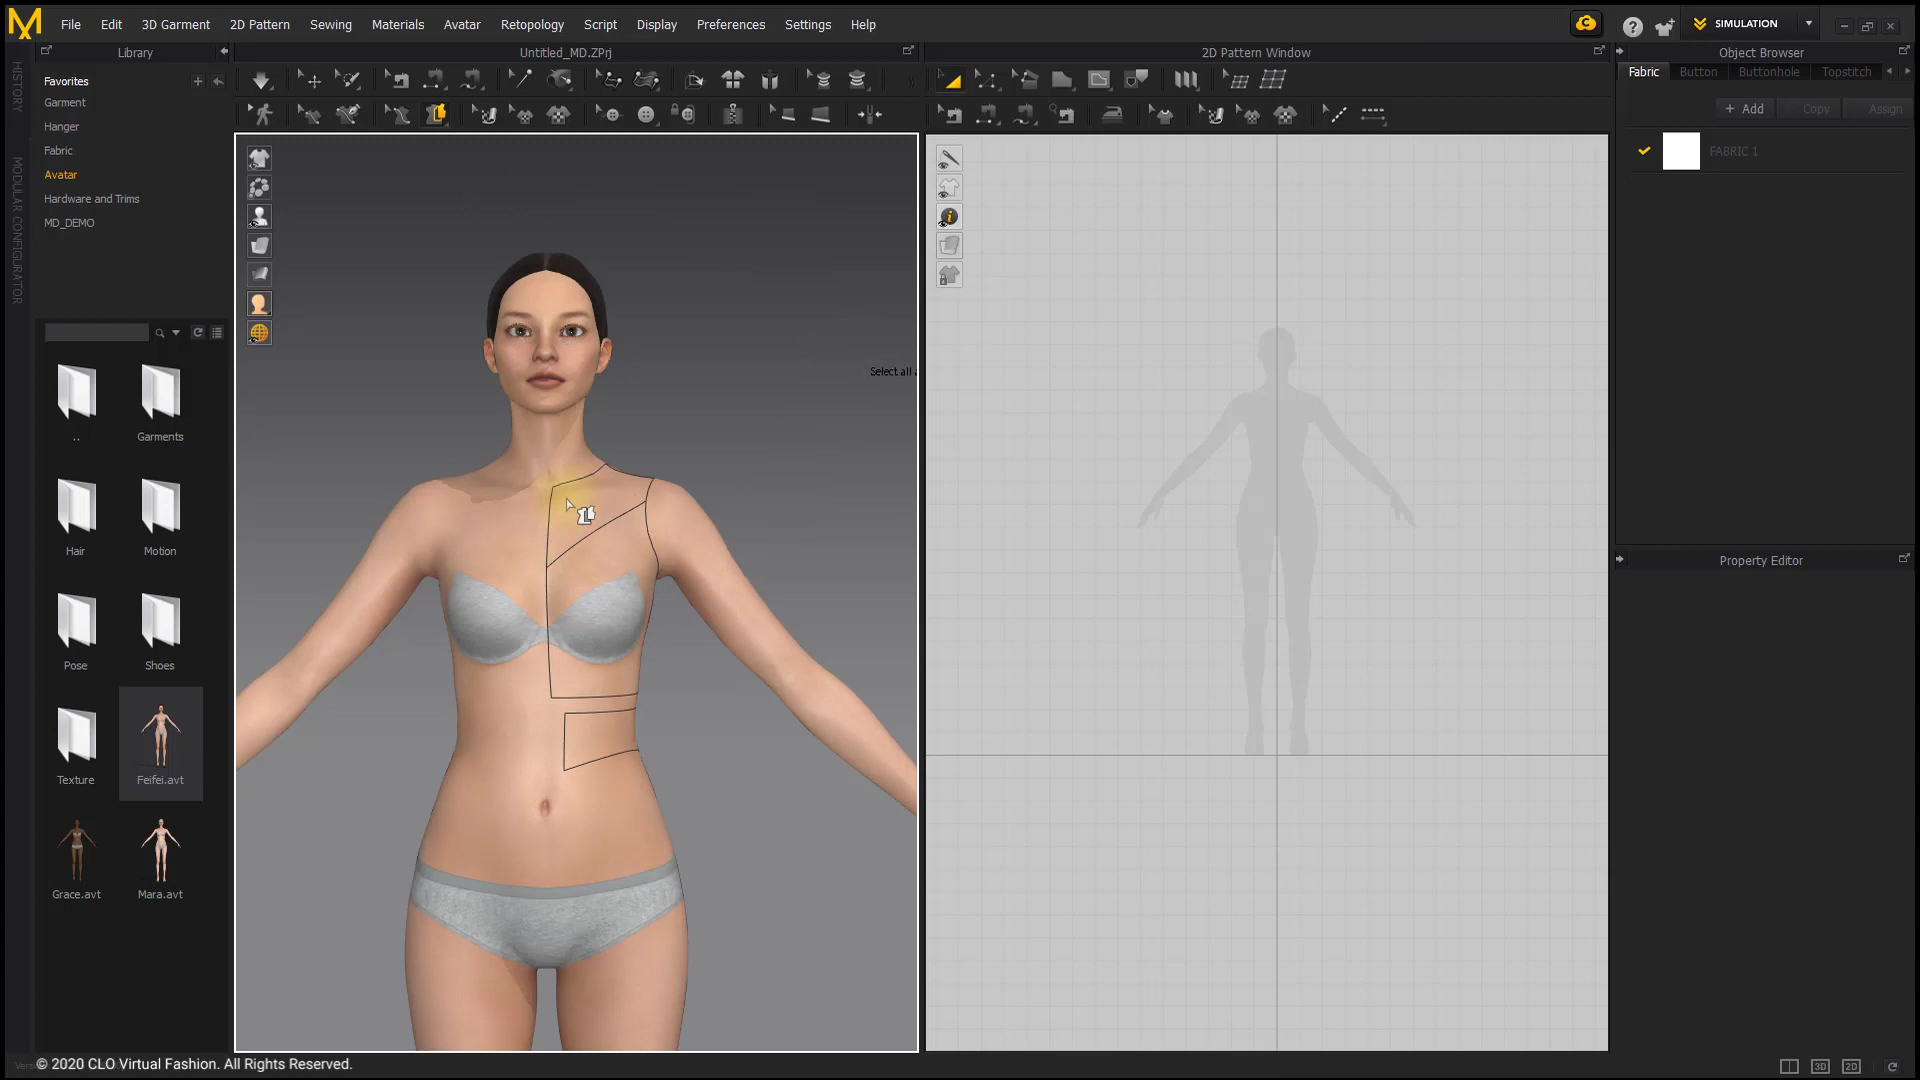 File Edit 3D Garment 2D Pattern Sewing Materials Avatar Retopology Script Display Preferences Settings Help
SIMULATION
Library
Untitled_MD.ZPrj
2D Pattern Window
Object Browser
HISTORY
MODULAR CONFIGURATOR
Favorites
Garment
Hanger
Fabric
Avatar
Hardware and Trims
MD_DEMO
Fabric Button Buttonhole Topstitch
+ Add Copy Assign
FABRIC 1
Select all
Property Editor
..
Garments
Hair
Motion
Pose
Shoes
Texture
Feifei.avt
Grace.avt
Mara.avt
© 2020 CLO Virtual Fashion. All Rights Reserved.
3D 2D